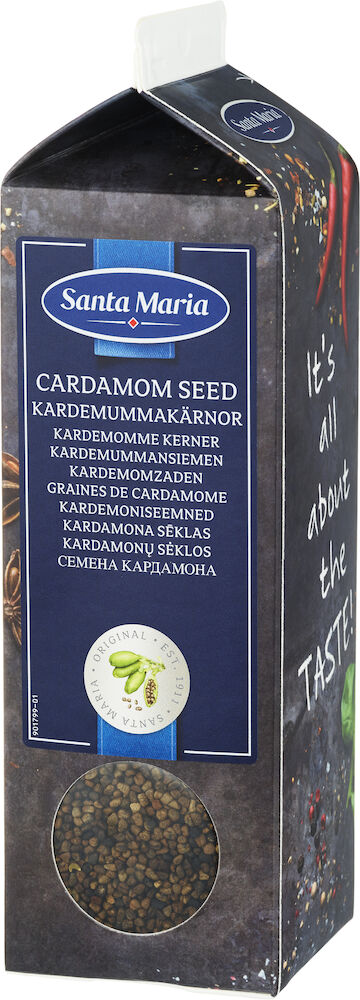 Santa Maria
Santa Maria
CARDAMOM SEED
KARDEMUMMAKÄRNOR
KARDEMOMME KERNER
KARDEMUMMANSIEMEN
KARDEMOMZADEN
GRAINES DE CARDAMOME
KARDEMONISEEMNED
KARDAMONA SĒKLAS
KARDAMONŲ SĖKLOS
СЕМЕНА КАРДАМОНА
ORIGINAL • EST. 1911 • SANTA MARIA •
901799-01
It's
all
about
the
TASTE!